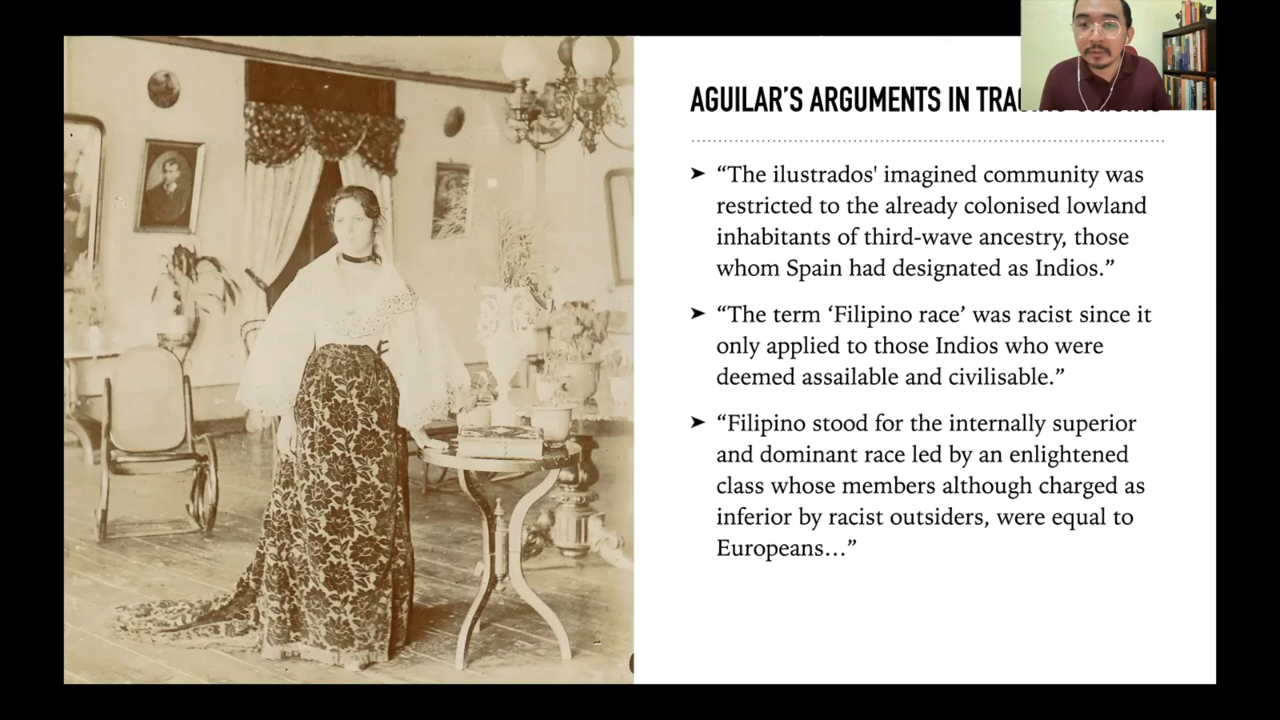 AGUILAR'S ARGUMENTS IN
➤ “The ilustrados' imagined community was
restricted to the already colonised lowland
inhabitants of third-wave ancestry, those
whom Spain had designated as Indios.”
➤ “The term ‘Filipino race’ was racist since it
only applied to those Indios who were
deemed assailable and civilisable.”
➤ “Filipino stood for the internally superior
and dominant race led by an enlightened
class whose members although charged as
inferior by racist outsiders, were equal to
Europeans…”